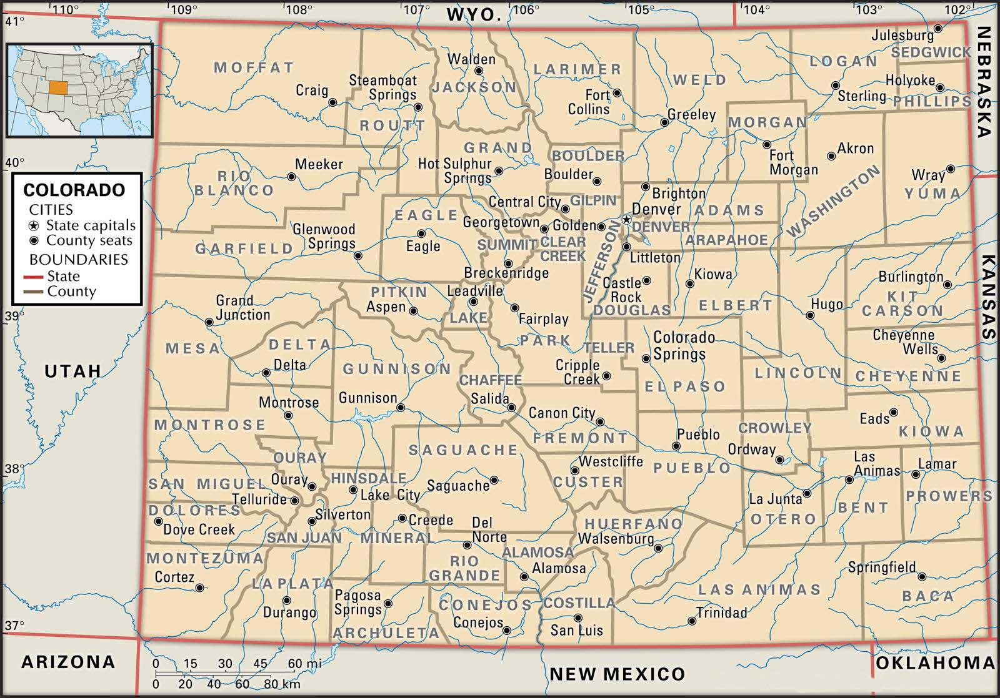 110°
109°
108°
107°
106°
105°
104°
103°
102°
WYO.
41°
40°
39°
38°
37°
NEBRASKA
KANSAS
UTAH
ARIZONA
NEW MEXICO
OKLAHOMA
COLORADO
CITIES
State capitals
County seats
BOUNDARIES
State
County
MOFFAT
Craig
Steamboat
Springs
ROUTT
Walden
JACKSON
LARIMER
Fort
Collins
WELD
Greeley
LOGAN
Sterling
Julesburg
SEDGWICK
Holyoke
PHILLIPS
MORGAN
Fort
Morgan
Akron
WASHINGTON
Wray
YUMA
RIO
BLANCO
Meeker
GRAND
Hot Sulphur
Springs
BOULDER
Boulder
Central City
GILPIN
Brighton
ADAMS
Denver
DENVER
ARAPAHOE
Littleton
Georgetown
Golden
CLEAR
CREEK
JEFFERSON
SUMMIT
Breckenridge
EAGLE
Eagle
Glenwood
Springs
GARFIELD
Grand
Junction
MESA
PITKIN
Aspen
Leadville
LAKE
Fairplay
PARK
Castle
Rock
DOUGLAS
Kiowa
ELBERT
Hugo
LINCOLN
Burlington
KIT
CARSON
Cheyenne
Wells
CHEYENNE
DELTA
Delta
GUNNISON
Gunnison
CHAFFEE
Salida
TELLER
Cripple
Creek
Colorado
Springs
EL PASO
Montrose
MONTROSE
OURAY
Ouray
SAGUACHE
Saguache
Canon City
FREMONT
Westcliffe
CUSTER
Pueblo
PUEBLO
CROWLEY
Ordway
Eads
KIOWA
Las
Animas
BENT
Lamar
PROWERS
La Junta
OTERO
SAN MIGUEL
Telluride
DOLORES
Dove Creek
HINSDALE
Lake City
Silverton
SAN JUAN
Creede
MINERAL
Del
Norte
RIO
GRANDE
ALAMOSA
Alamosa
HUERFANO
Walsenburg
MONTEZUMA
Cortez
LA PLATA
Durango
Pagosa
Springs
ARCHULETA
CONEJOS
Conejos
COSTILLA
San Luis
LAS ANIMAS
Trinidad
Springfield
BACA
0 15 30 45 60 mi
0 20 40 60 80 km